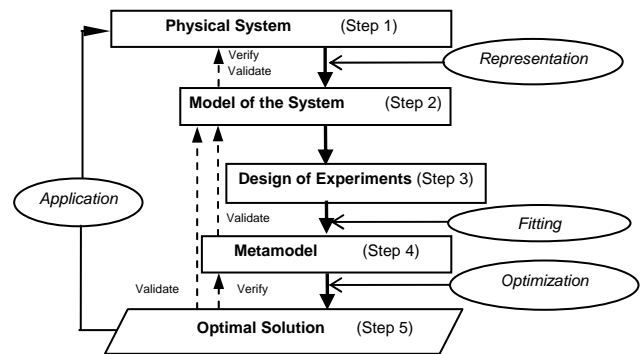 Physical System (Step 1)
Verify
Validate
Representation
Model of the System (Step 2)
Design of Experiments (Step 3)
Application
Validate
Fitting
Metamodel (Step 4)
Optimization
Validate
Verify
Optimal Solution (Step 5)